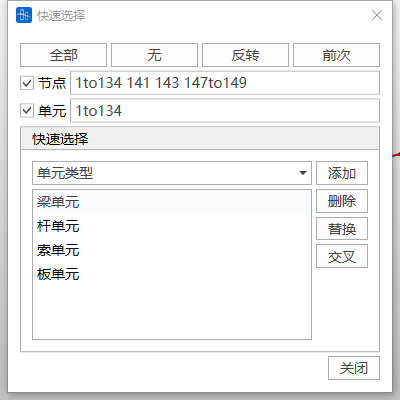 快速选择
全部 无 反转 前次
节点 1to134 141 143 147to149
单元 1to134
快速选择
单元类型 添加
梁单元 删除
杆单元 替换
索单元 交叉
板单元
关闭